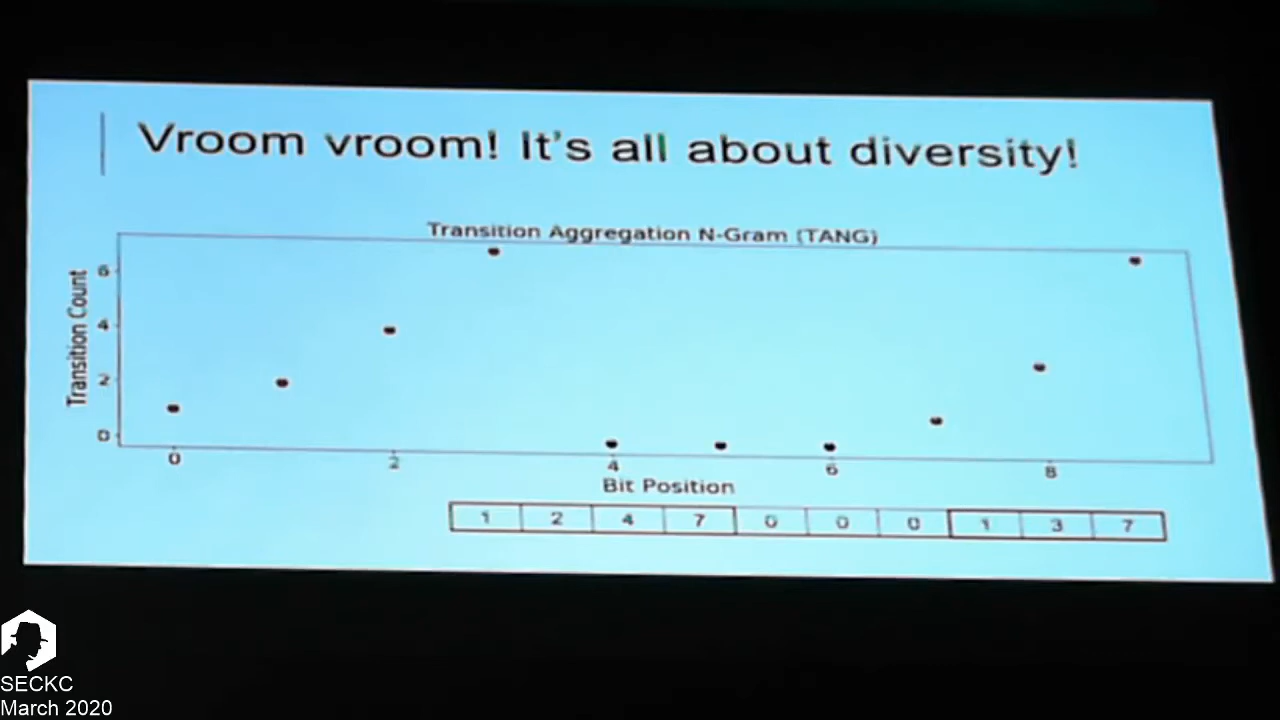 Vroom vroom! It's all about diversity!
Transition Aggregation N-Gram (TANG)
Transition Count
6
4
2
0
0 2 4 6 8
Bit Position
1 2 4 7 0 0 0 1 3 7
SECKC
March 2020